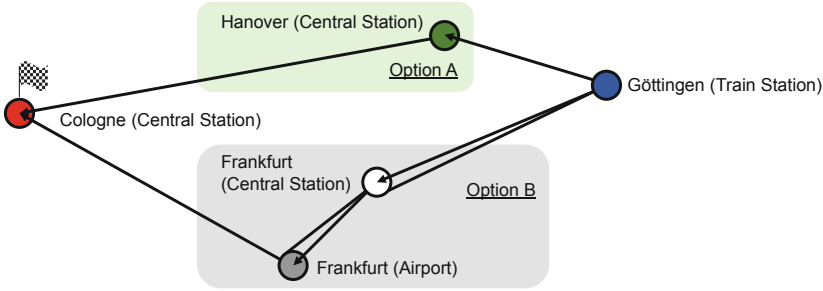 Hanover (Central Station)
Option A
Göttingen (Train Station)
Cologne (Central Station)
Frankfurt
(Central Station)
Option B
Frankfurt (Airport)